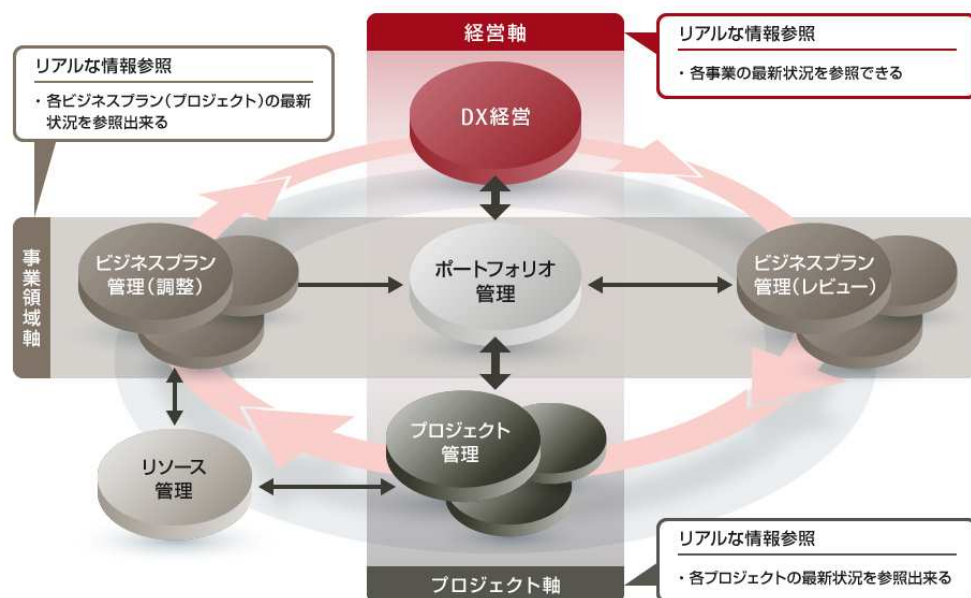 経営軸
リアルな情報参照
・各事業の最新状況を参照できる
リアルな情報参照
・各ビジネスプラン(プロジェクト)の最新
状況を参照出来る
DX経営
事業領域軸
ビジネスプラン
管理(調整)
ポートフォリオ
管理
ビジネスプラン
管理(レビュー)
プロジェクト
管理
リソース
管理
リアルな情報参照
・各プロジェクトの最新状況を参照出来る
プロジェクト軸